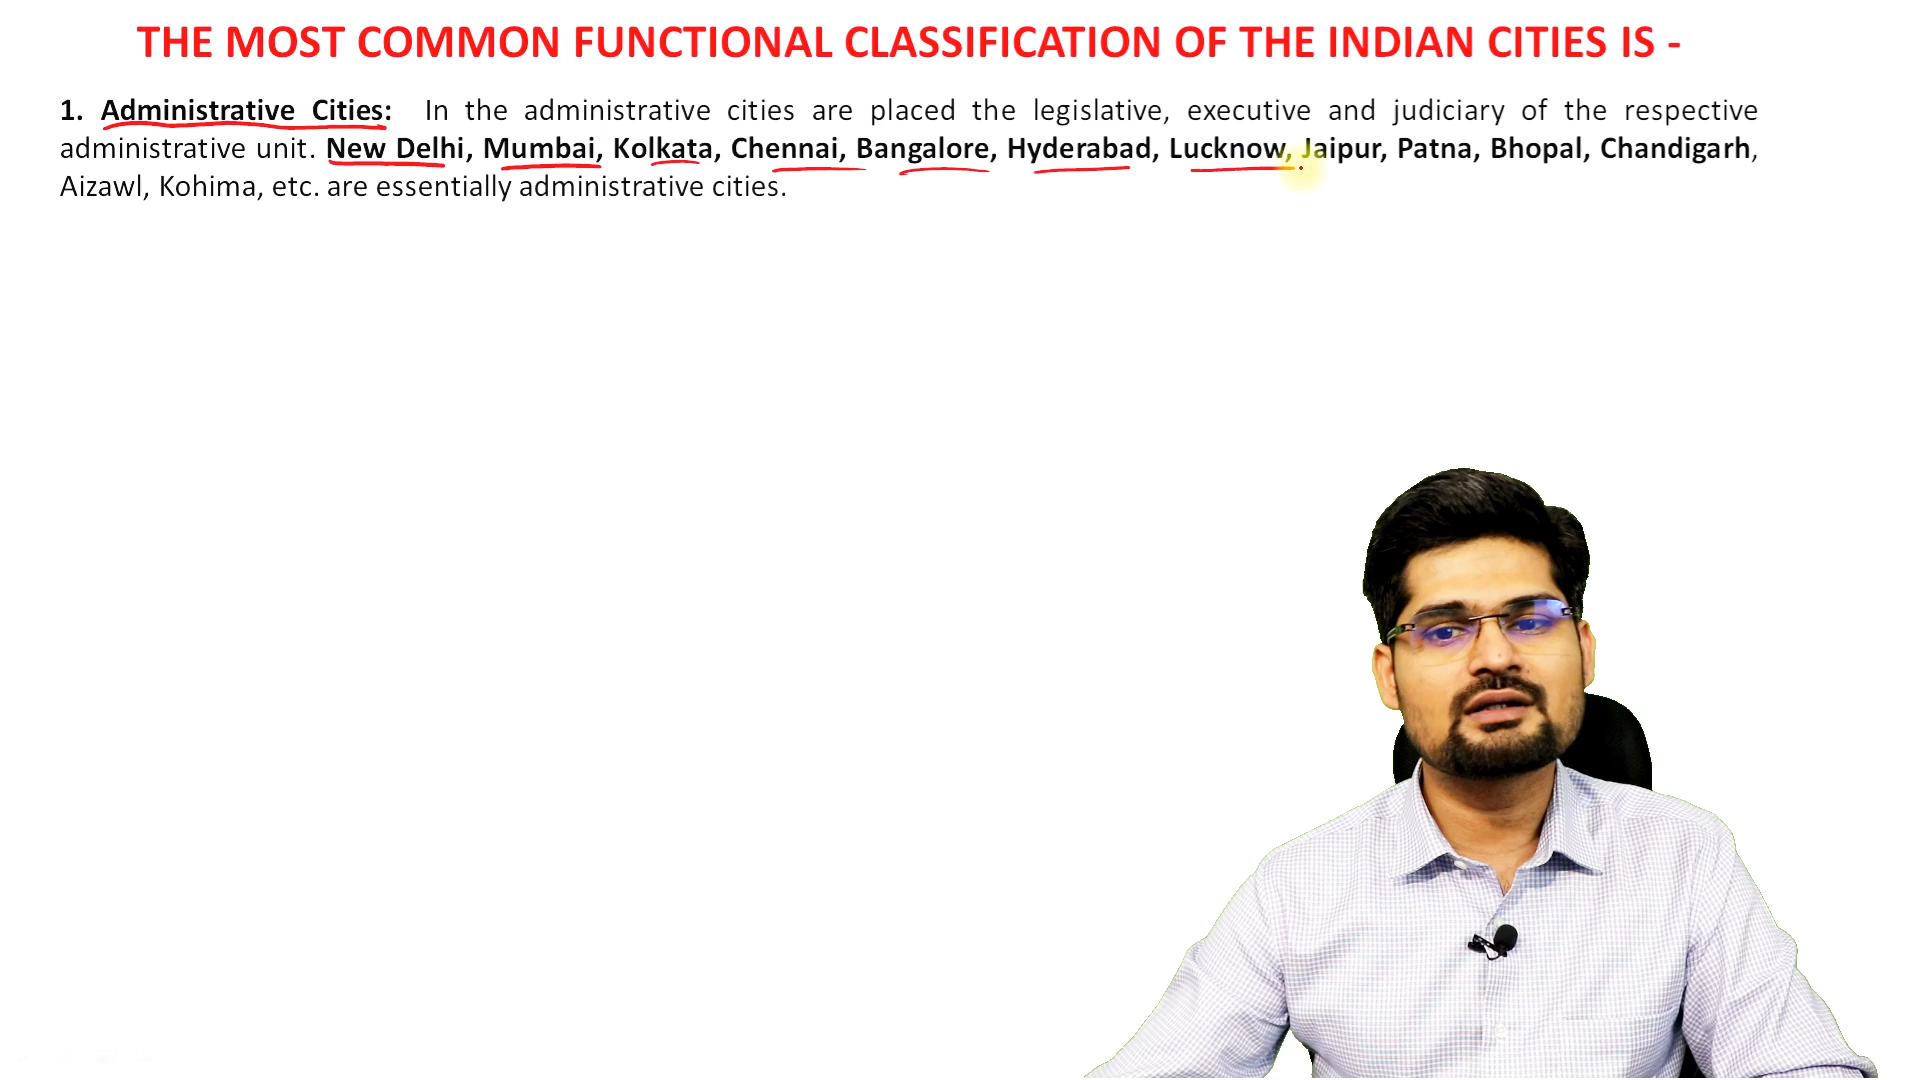 THE MOST COMMON FUNCTIONAL CLASSIFICATION OF THE INDIAN CITIES IS -
1. Administrative Cities: In the administrative cities are placed the legislative, executive and judiciary of the respective
administrative unit. New Delhi, Mumbai, Kolkata, Chennai, Bangalore, Hyderabad, Lucknow, Jaipur, Patna, Bhopal, Chandigarh,
Aizawl, Kohima, etc. are essentially administrative cities.